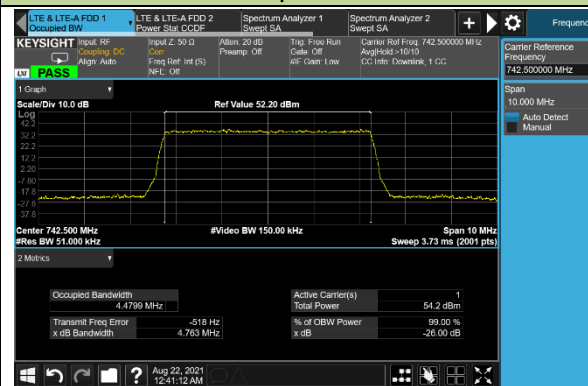 LTE & LTE-A FDD 1
Occupied BW
LTE & LTE-A FDD 2
Power Stat CCDF
Spectrum Analyzer 1
Swept SA
Spectrum Analyzer 2
Swept SA
Frequency
KEYSIGHT
Input: RF
Coupling: DC
Align: Auto
Input Z: 50 Ω
Corr
Freq Ref: Int (S)
NFE: Off
Atten: 20 dB
Preamp: Off
Trig: Free Run
Gate: Off
#IF Gain: Low
Carrier Ref Freq: 742.500000 MHz
Avg|Hold:>10/10
CC Info: Downlink, 1 CC
LXI
PASS
Carrier Reference
Frequency
742.500000 MHz
Span
10.000 MHz
Auto Detect
Manual
1 Graph
Scale/Div 10.0 dB
Ref Value 52.20 dBm
Log
42.2
32.2
22.2
12.2
2.20
-7.80
-17.8
-27.8
-37.8
Center 742.500 MHz
#Video BW 150.00 kHz
Span 10 MHz
#Res BW 51.000 kHz
Sweep 3.73 ms (2001 pts)
2 Metrics
Occupied Bandwidth
4.4799 MHz
Active Carrier(s) 1
Total Power 54.2 dBm
Transmit Freq Error -518 Hz
x dB Bandwidth 4.763 MHz
% of OBW Power 99.00 %
x dB -26.00 dB
?
Aug 22, 2021
12:41:12 AM